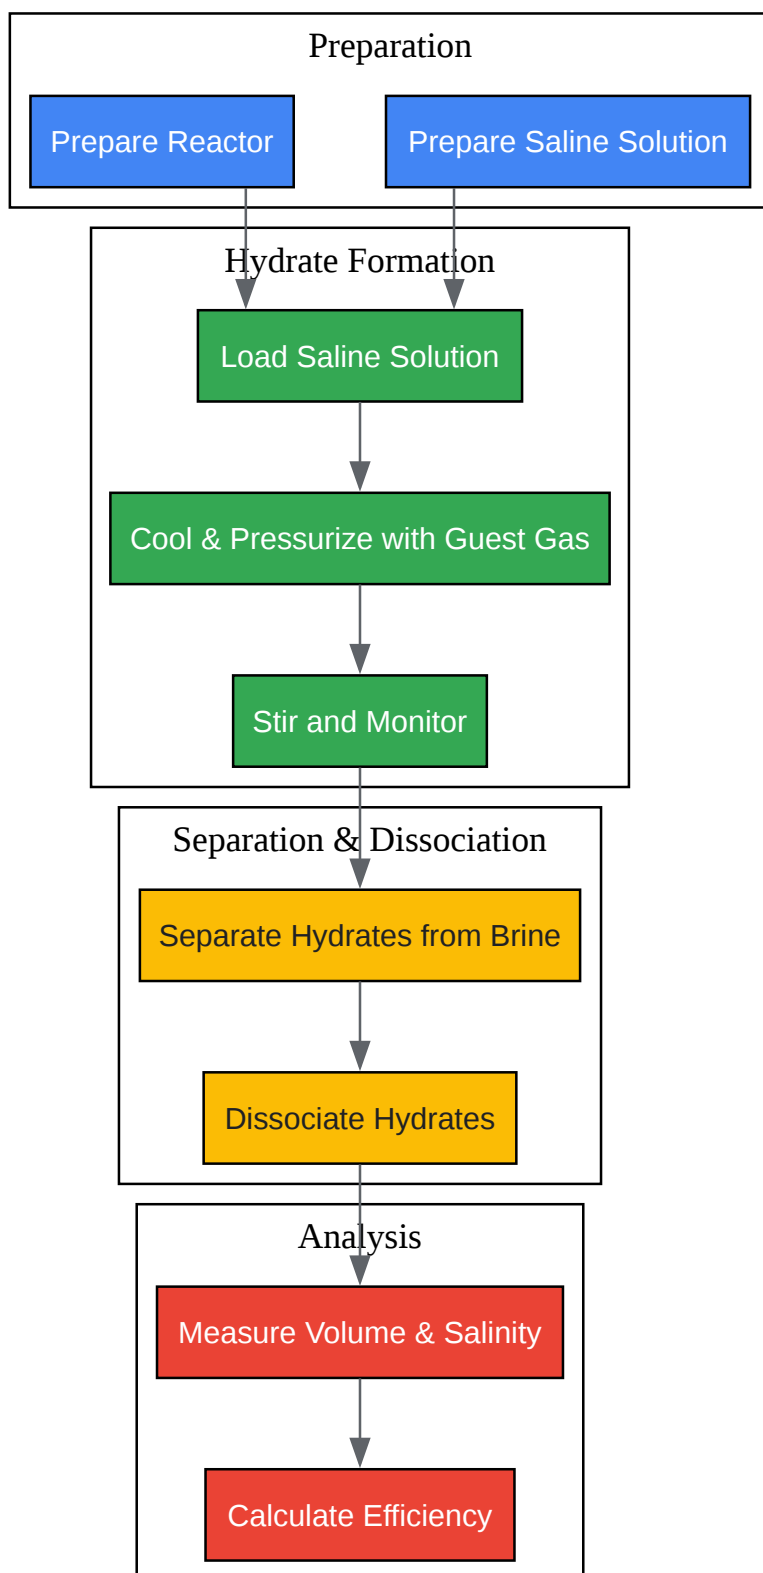 Preparation
Prepare Reactor
Prepare Saline Solution
Hydrate Formation
Load Saline Solution
Cool & Pressurize with Guest Gas
Stir and Monitor
Separation & Dissociation
Separate Hydrates from Brine
Dissociate Hydrates
Analysis
Measure Volume & Salinity
Calculate Efficiency